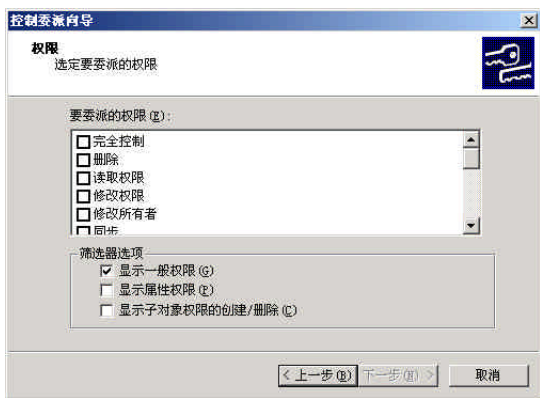 控制委派向导
权限
选定要委派的权限
要委派的权限(E):
完全控制
删除
读取权限
修改权限
修改所有者
同步
筛选器选项
显示一般权限(G)
显示属性权限(P)
显示子对象权限的创建/删除(C)
< 上一步(B) 下一步(N) > 取消